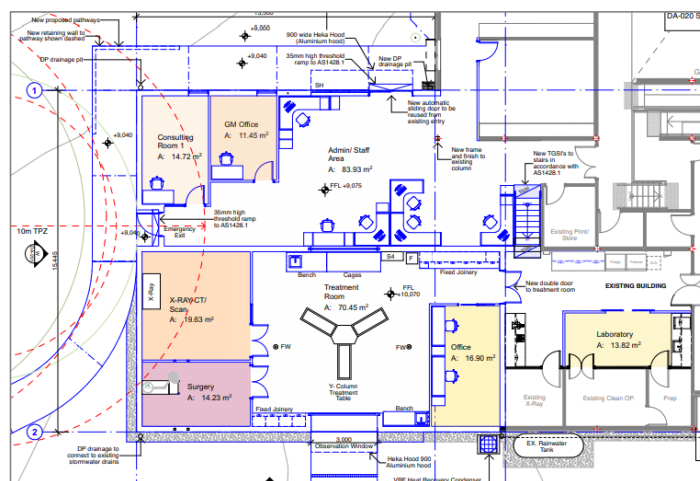 New proposed pathways
New retaining wall to
pathway shown dashed
DP drainage pit
+9,000
+9,040
900 wide Heka Hood
(Aluminium hood)
35mm high threshold
ramp to AS1428.1
New DP
drainage pit
DA-020 S
SH
1
New automatic
sliding door to be
reused from
existing entry
Consulting
Room 1
A: 14.72 m²
GM Office
A: 11.45 m²
Admin/ Staff
Area
A: 83.93 m²
FFL +9,075
New frame
and finish to
existing
column
New TGSI's to
stairs in
accordance with
AS1428.1
+9,040
35mm high
threshold ramp
to AS1428.1
Emergency
Exit
+9,040
10m TPZ
W
15,445
Existing Print/
Store
S4
F
Bench
Cages
Fixed Joinery
New double door
to treatment room
EXISTING BUILDING
X-Ray
X-RAY-CT/
Scan
A: 19.63 m²
Treatment
Room
A: 70.45 m²
FFL
+10,070
FW
FW
Office
A: 16.90 m²
Laboratory
A: 13.82 m²
Surgery
A: 14.23 m²
Y- Column
Treatment
Table
Existing
X-Ray
Existing Clean OP.
Prep
Fixed Joinery
Bench
2
3,000
Observation Window
DP drainage to
connect to existing
stormwater drains
Heka Hood 900
Aluminium hood
EX. Rainwater
Tank
VRF Heat Recovery Condenser